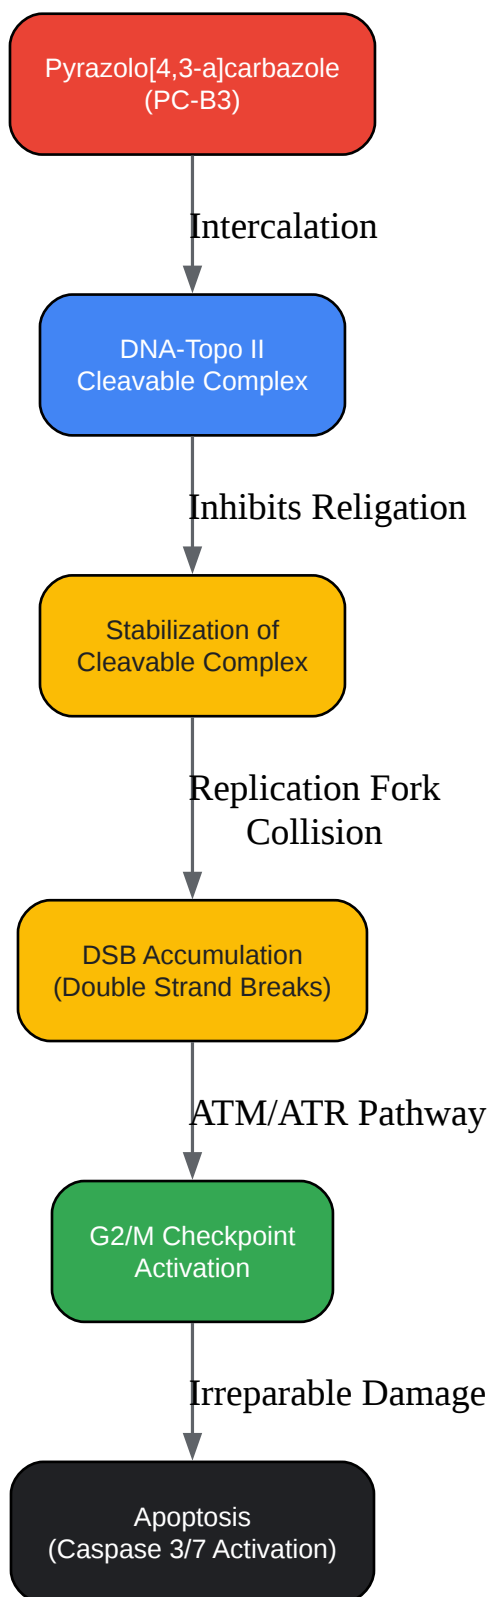 Pyrazolo[4,3-a]carbazole
(PC-B3)
Intercalation
DNA-Topo II
Cleavable Complex
Inhibits Religation
Stabilization of
Cleavable Complex
Replication Fork
Collision
DSB Accumulation
(Double Strand Breaks)
ATM/ATR Pathway
G2/M Checkpoint
Activation
Irreparable Damage
Apoptosis
(Caspase 3/7 Activation)